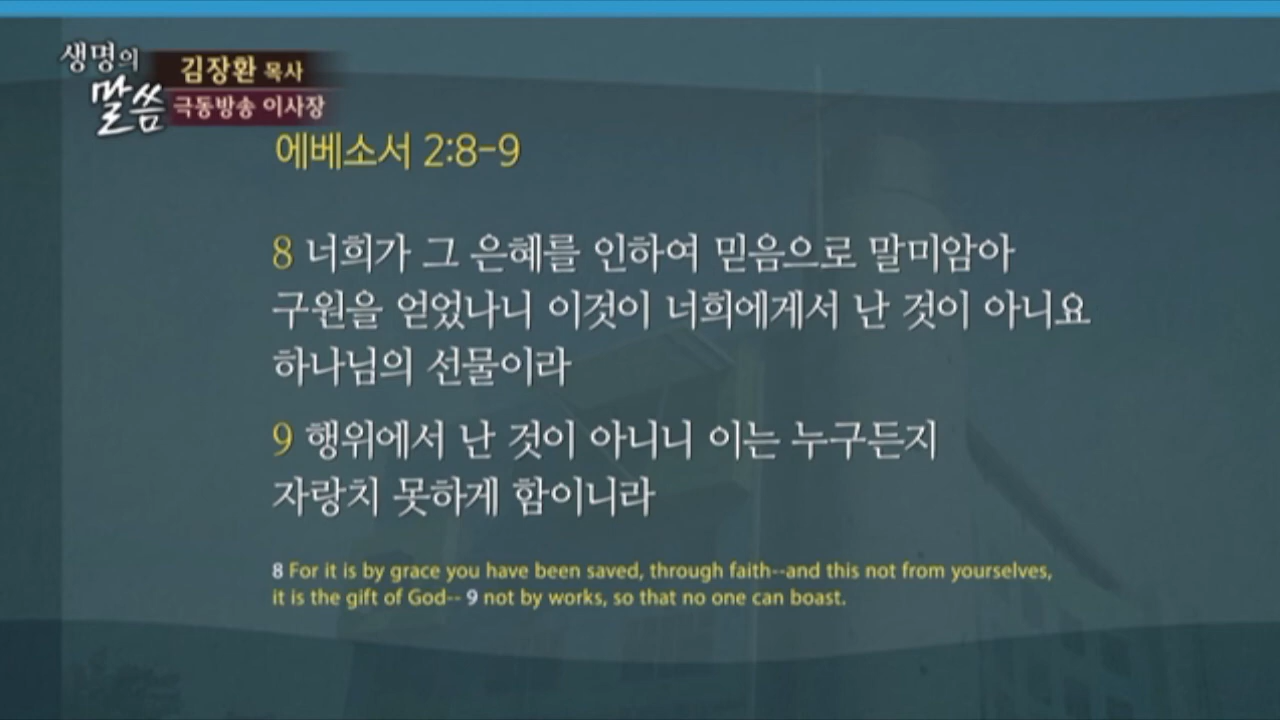 생명의
말씀
김장환 목사
극동방송 이사장
에베소서 2:8-9
8 너희가 그 은혜를 인하여 믿음으로 말미암아
구원을 얻었나니 이것이 너희에게서 난 것이 아니요
하나님의 선물이라
9 행위에서 난 것이 아니니 이는 누구든지
자랑치 못하게 함이니라
8 For it is by grace you have been saved, through faith--and this not from yourselves,
it is the gift of God-- 9 not by works, so that no one can boast.